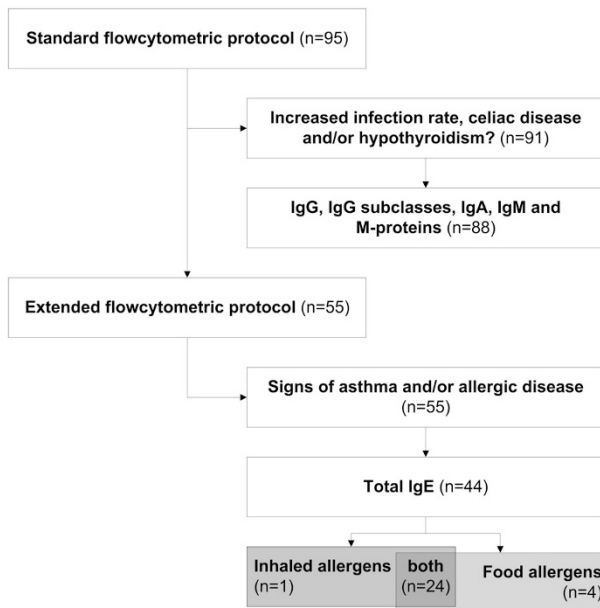 Standard flowcytometric protocol (n=95)
Increased infection rate, celiac disease
and/or hypothyroidism? (n=91)
IgG, IgG subclasses, IgA, IgM and
M-proteins (n=88)
Extended flowcytometric protocol (n=55)
Signs of asthma and/or allergic disease
(n=55)
Total IgE (n=44)
Inhaled allergens
(n=1)
both
(n=24)
Food allergens
(n=4)